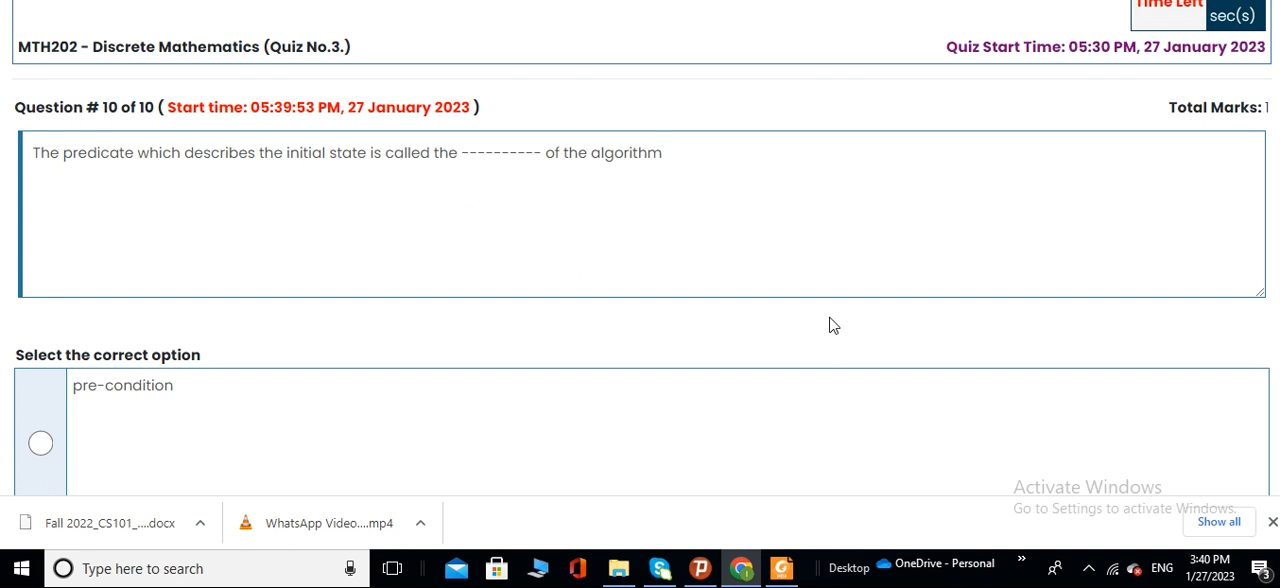 Time Left
sec(s)
MTH202 - Discrete Mathematics (Quiz No.3.)
Quiz Start Time: 05:30 PM, 27 January 2023
Question # 10 of 10 ( Start time: 05:39:53 PM, 27 January 2023 )
Total Marks: 1
The predicate which describes the initial state is called the ---------- of the algorithm
Select the correct option
pre-condition
Activate Windows
Go to Settings to activate Windows.
Fall 2022_CS101_....docx
WhatsApp Video....mp4
Show all
Type here to search
Desktop
OneDrive - Personal
ENG
3:40 PM
1/27/2023
3